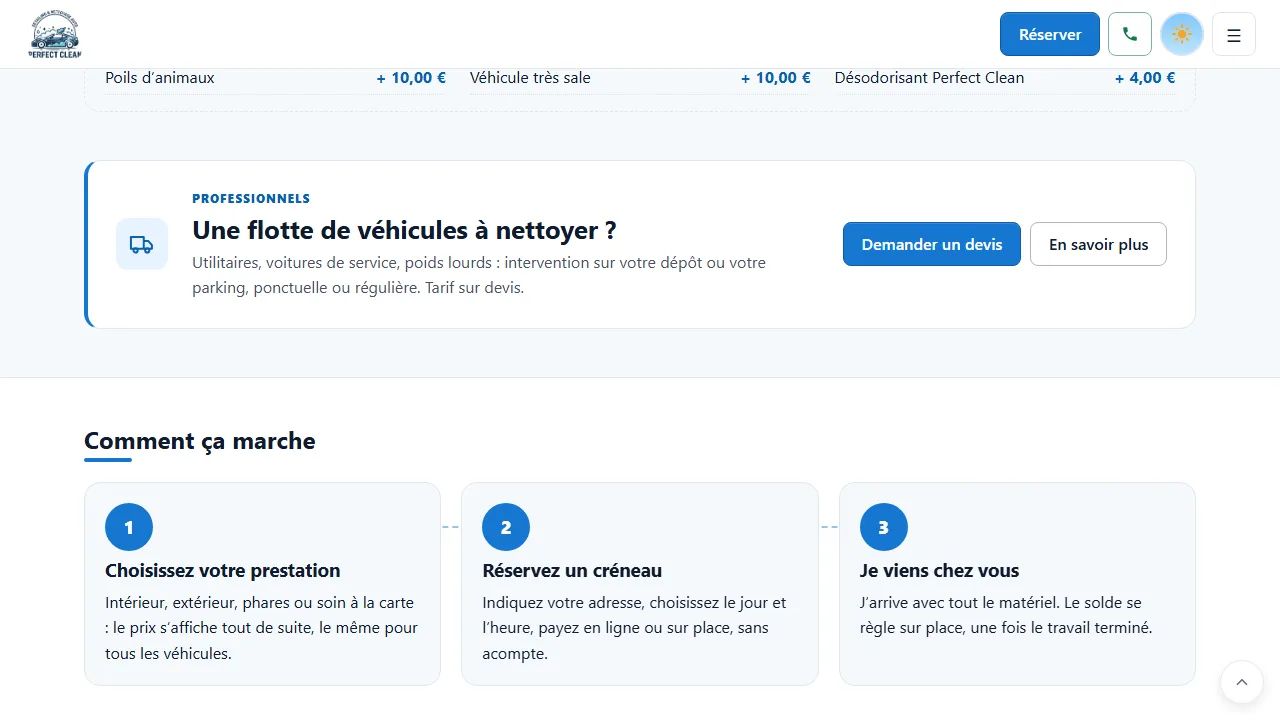 DETAILING & NETTOYAGE AUTO
PERFECT CLEAN
Réserver
Poils d’animaux + 10,00 € Véhicule très sale + 10,00 € Désodorisant Perfect Clean + 4,00 €
PROFESSIONNELS
Une flotte de véhicules à nettoyer ?
Utilitaires, voitures de service, poids lourds : intervention sur votre dépôt ou votre
parking, ponctuelle ou régulière. Tarif sur devis.
Demander un devis
En savoir plus
Comment ça marche
1
Choisissez votre prestation
Intérieur, extérieur, phares ou soin à la carte
: le prix s’affiche tout de suite, le même pour
tous les véhicules.
2
Réservez un créneau
Indiquez votre adresse, choisissez le jour et
l’heure, payez en ligne ou sur place, sans
acompte.
3
Je viens chez vous
J’arrive avec tout le matériel. Le solde se
règle sur place, une fois le travail terminé.